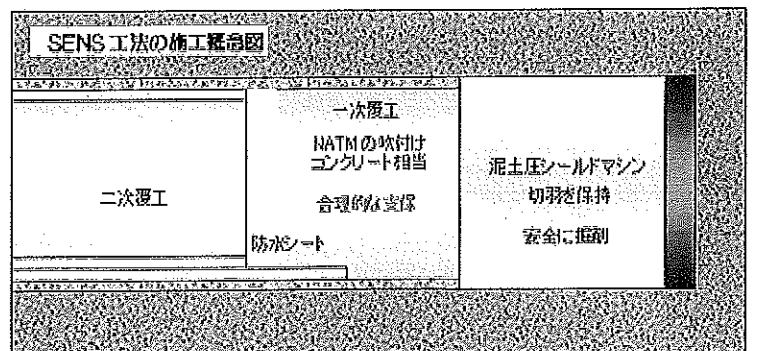 SENS工法の施工概念図
一次覆工
NATMの吹付け
コンクリート相当
合理的な支保
二次覆工
防水シート
泥土圧シールドマシン
切羽を保持
安全に掘削